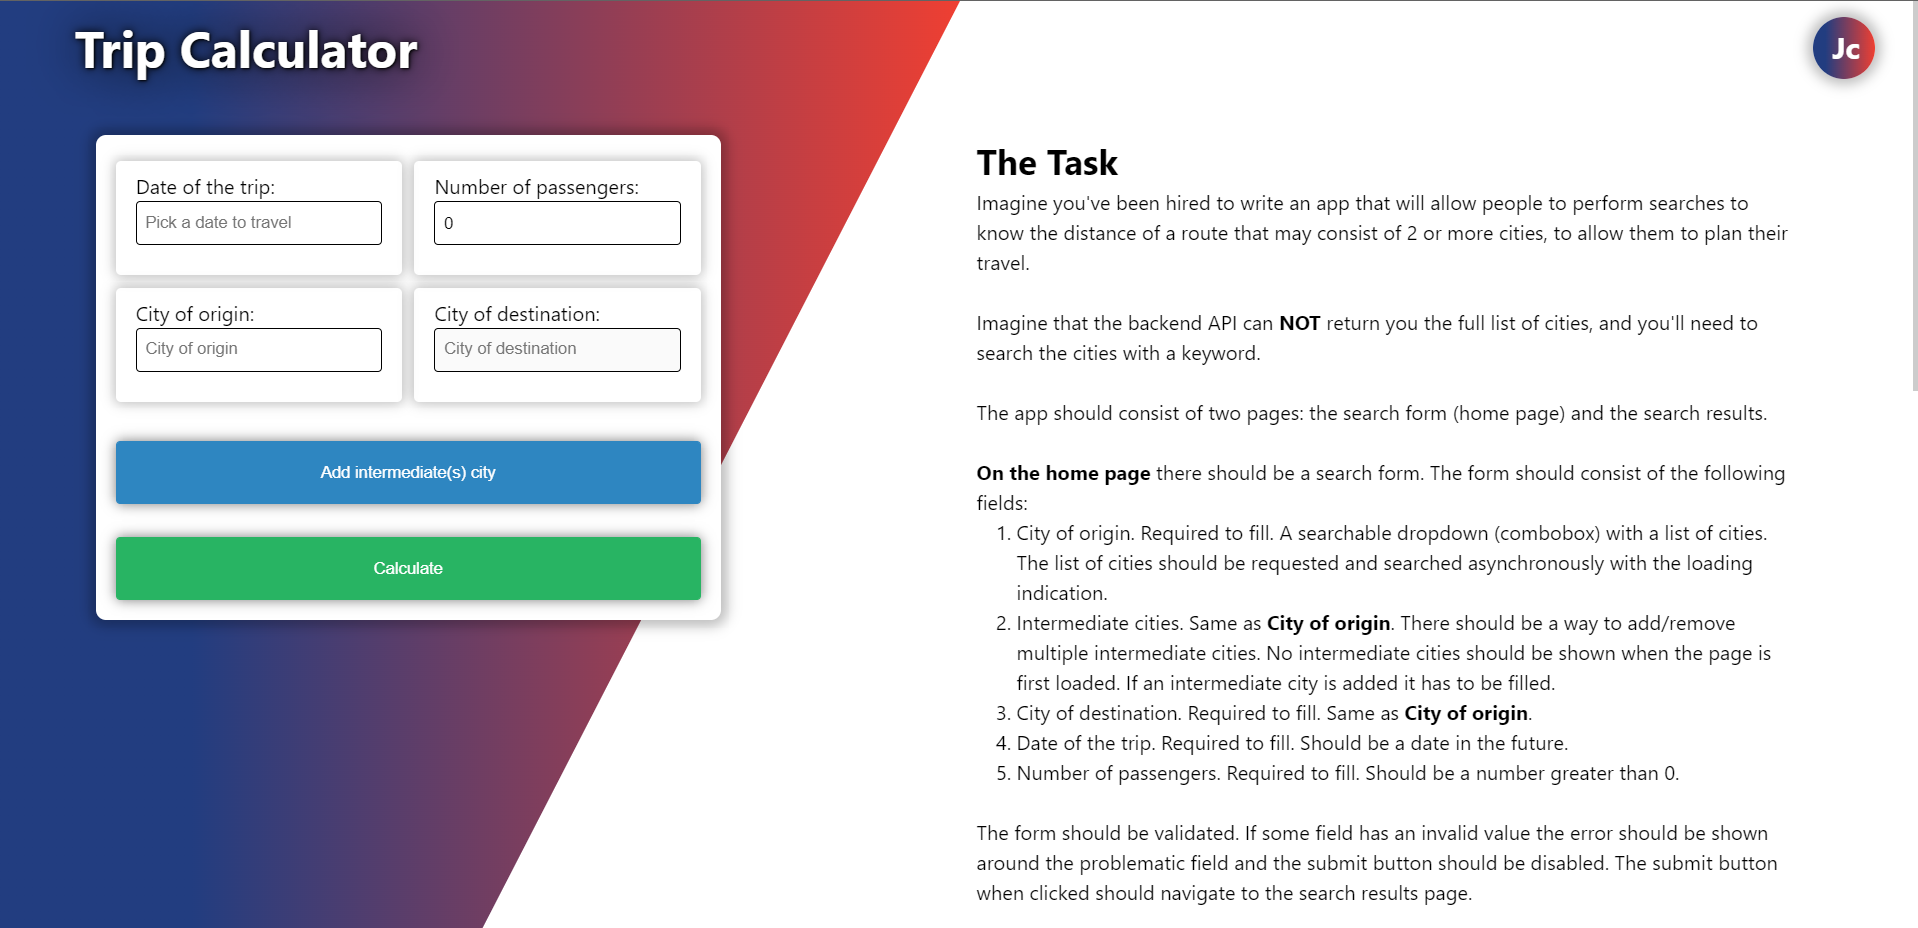 Trip Calculator
Jc
Date of the trip:
Pick a date to travel
Number of passengers:
0
City of origin:
City of origin
City of destination:
City of destination
Add intermediate(s) city
Calculate
The Task
Imagine you've been hired to write an app that will allow people to perform searches to
know the distance of a route that may consist of 2 or more cities, to allow them to plan their
travel.
Imagine that the backend API can NOT return you the full list of cities, and you'll need to
search the cities with a keyword.
The app should consist of two pages: the search form (home page) and the search results.
On the home page there should be a search form. The form should consist of the following
fields:
1. City of origin. Required to fill. A searchable dropdown (combobox) with a list of cities.
The list of cities should be requested and searched asynchronously with the loading
indication.
2. Intermediate cities. Same as City of origin. There should be a way to add/remove
multiple intermediate cities. No intermediate cities should be shown when the page is
first loaded. If an intermediate city is added it has to be filled.
3. City of destination. Required to fill. Same as City of origin.
4. Date of the trip. Required to fill. Should be a date in the future.
5. Number of passengers. Required to fill. Should be a number greater than 0.
The form should be validated. If some field has an invalid value the error should be shown
around the problematic field and the submit button should be disabled. The submit button
when clicked should navigate to the search results page.